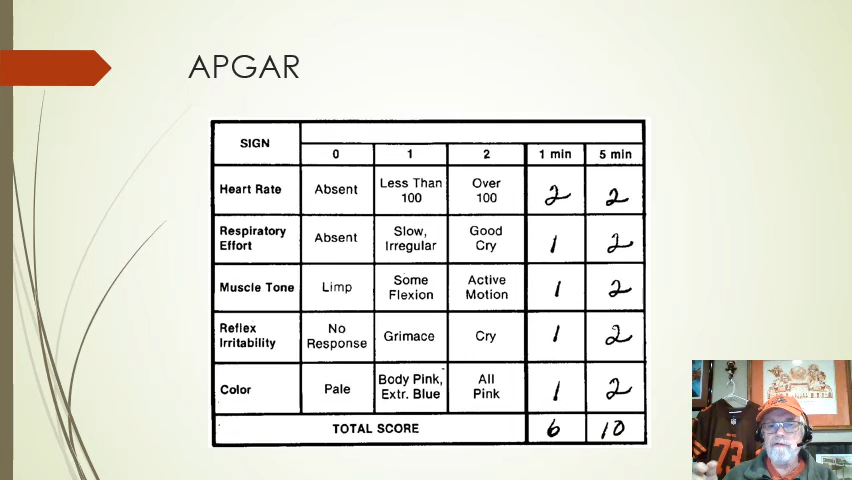 APGAR
SIGN
0 1 2 1 min 5 min
Heart Rate Absent Less Than 100 Over 100 2 2
Respiratory Effort Absent Slow, Irregular Good Cry 1 2
Muscle Tone Limp Some Flexion Active Motion 1 2
Reflex Irritability No Response Grimace Cry 1 2
Color Pale Body Pink, Extr. Blue All Pink 1 2
TOTAL SCORE 6 10
73